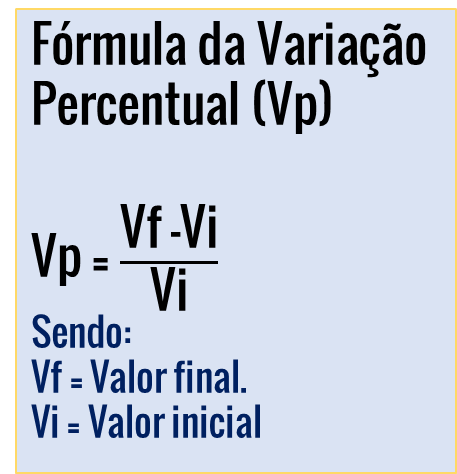 Fórmula da Variação
Percentual (Vp)
Vp = Vf -Vi
Vi
Sendo:
Vf = Valor final.
Vi = Valor inicial